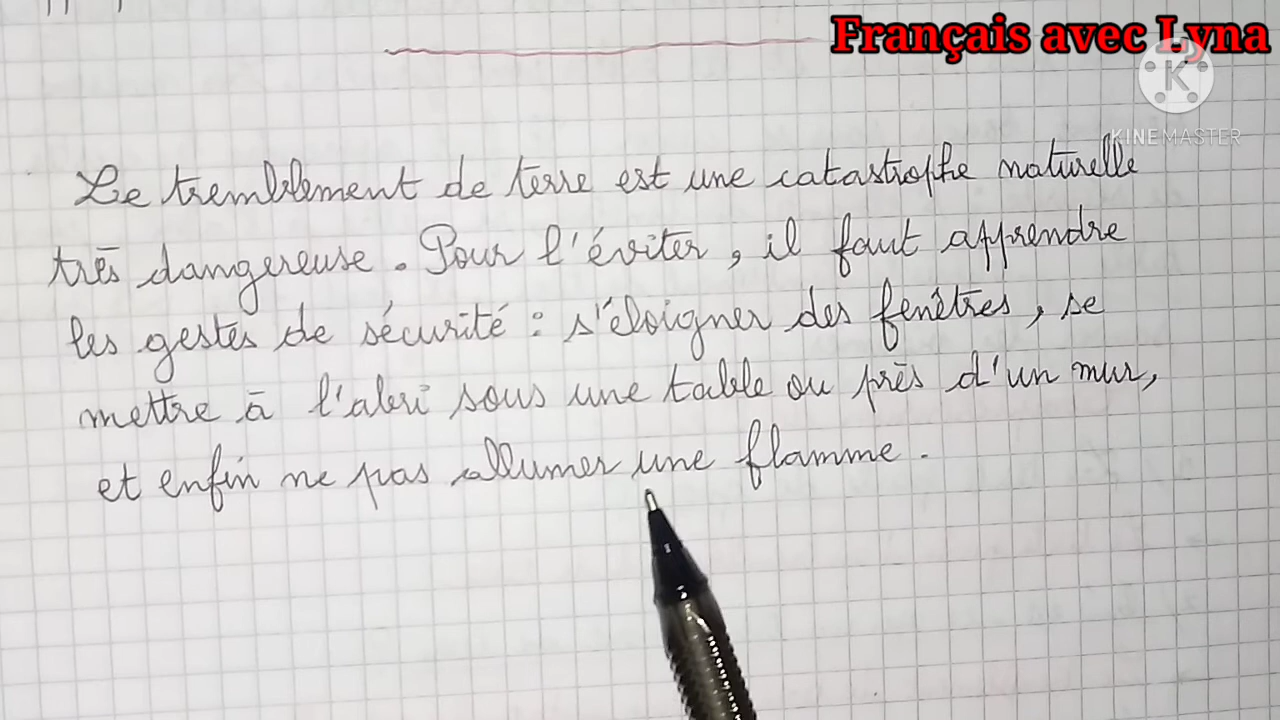 Français avec Lyna
KINEMASTER
Le tremblement de terre est une catastrophe naturelle
très dangereuse. Pour l'éviter, il faut apprendre
les gestes de sécurité : s'éloigner des fenêtres, se
mettre à l'abri sous une table ou près d'un mur,
et enfin ne pas allumer une flamme.